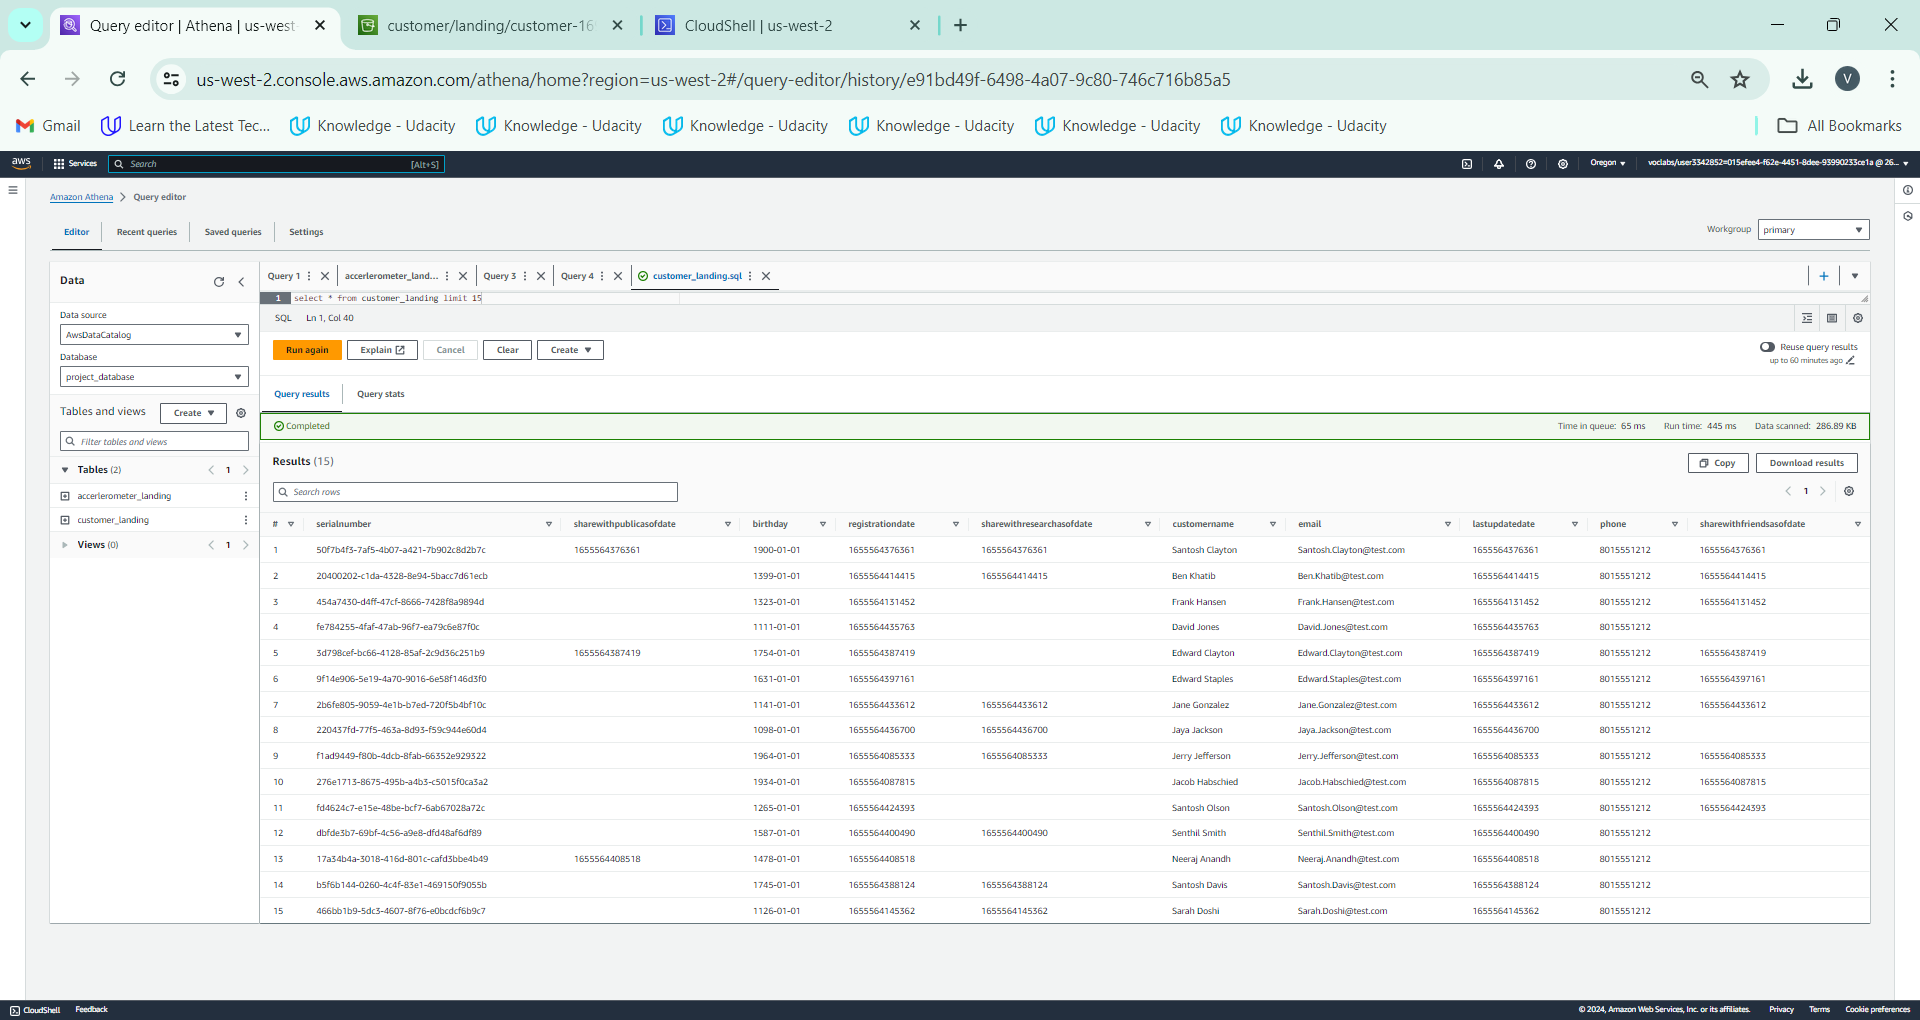 Query editor | Athena | us-west-
customer/landing/customer-16
CloudShell | us-west-2
us-west-2.console.aws.amazon.com/athena/home?region=us-west-2#/query-editor/history/e91bd49f-6498-4a07-9c80-746c716b85a5
V
Gmail
Learn the Latest Tec...
Knowledge - Udacity
Knowledge - Udacity
Knowledge - Udacity
Knowledge - Udacity
Knowledge - Udacity
Knowledge - Udacity
All Bookmarks
aws
Services
Search
[Alt+S]
Oregon
voclabs/user3342852=015efee4-f62e-4451-8dee-93990233ce1a @ 26...
Amazon Athena > Query editor
Editor
Recent queries
Saved queries
Settings
Workgroup
primary
Data
Data source
AwsDataCatalog
Database
project_database
Tables and views
Create
Filter tables and views
Tables (2)
1
accerlerometer_landing
customer_landing
Views (0)
1
Query 1
accerlerometer_land...
Query 3
Query 4
customer_landing.sql
1 select * from customer_landing limit 15
SQL Ln 1, Col 40
Run again
Explain
Cancel
Clear
Create
Reuse query results
up to 60 minutes ago
Query results
Query stats
Completed
Time in queue: 65 ms
Run time: 445 ms
Data scanned: 286.89 KB
Results (15)
Copy
Download results
Search rows
1
# serialnumber sharewithpublicasofdate birthday registrationdate sharewithresearchasofdate customername email lastupdatedate phone sharewithfriendsasofdate
1 50f7b4f3-7af5-4b07-a421-7b902c8d2b7c 1655564376361 1900-01-01 1655564376361 1655564376361 Santosh Clayton Santosh.Clayton@test.com 1655564376361 8015551212 1655564376361
2 20400202-c1da-4328-8e94-5bacc7d61ecb 1399-01-01 1655564414415 1655564414415 Ben Khatib Ben.Khatib@test.com 1655564414415 8015551212 1655564414415
3 454a7430-d4ff-47cf-8666-7428f8a9894d 1323-01-01 1655564131452 Frank Hansen Frank.Hansen@test.com 1655564131452 8015551212 1655564131452
4 fe784255-4faf-47ab-96f7-ea79c6e87f0c 1111-01-01 1655564435763 David Jones David.Jones@test.com 1655564435763 8015551212
5 3d798cef-bc66-4128-85af-2c9d36c251b9 1655564387419 1754-01-01 1655564387419 Edward Clayton Edward.Clayton@test.com 1655564387419 8015551212 1655564387419
6 9f14e906-5e19-4a70-9016-6e58f146d3f0 1631-01-01 1655564397161 Edward Staples Edward.Staples@test.com 1655564397161 8015551212 1655564397161
7 2b6fe805-9059-4e1b-b7ed-720f5b4bf10c 1141-01-01 1655564433612 1655564433612 Jane Gonzalez Jane.Gonzalez@test.com 1655564433612 8015551212 1655564433612
8 220437fd-77f5-463a-8d93-f59c944e60d4 1098-01-01 1655564436700 1655564436700 Jaya Jackson Jaya.Jackson@test.com 1655564436700 8015551212
9 f1ad9449-f80b-4dcb-8fab-66352e929322 1964-01-01 1655564085333 1655564085333 Jerry Jefferson Jerry.Jefferson@test.com 1655564085333 8015551212 1655564085333
10 276e1713-8675-495b-a4b3-c5015f0ca3a2 1934-01-01 1655564087815 Jacob Habschied Jacob.Habschied@test.com 1655564087815 8015551212 1655564087815
11 fd4624c7-e15e-48be-bcf7-6ab67028a72c 1265-01-01 1655564424393 Santosh Olson Santosh.Olson@test.com 1655564424393 8015551212 1655564424393
12 dbfde3b7-69bf-4c56-a9e8-dfd48af6df89 1587-01-01 1655564400490 1655564400490 Senthil Smith Senthil.Smith@test.com 1655564400490 8015551212
13 17a34b4a-3018-416d-801c-cafd3bbe4b49 1655564408518 1478-01-01 1655564408518 Neeraj Anandh Neeraj.Anandh@test.com 1655564408518 8015551212
14 b5f6b144-0260-4c4f-83e1-469150f9055b 1745-01-01 1655564388124 1655564388124 Santosh Davis Santosh.Davis@test.com 1655564388124 8015551212
15 466bb1b9-5dc3-4607-8f76-e0bcdcf6b9c7 1126-01-01 1655564145362 1655564145362 Sarah Doshi Sarah.Doshi@test.com 1655564145362 8015551212
CloudShell
Feedback
© 2024, Amazon Web Services, Inc. or its affiliates.
Privacy
Terms
Cookie preferences